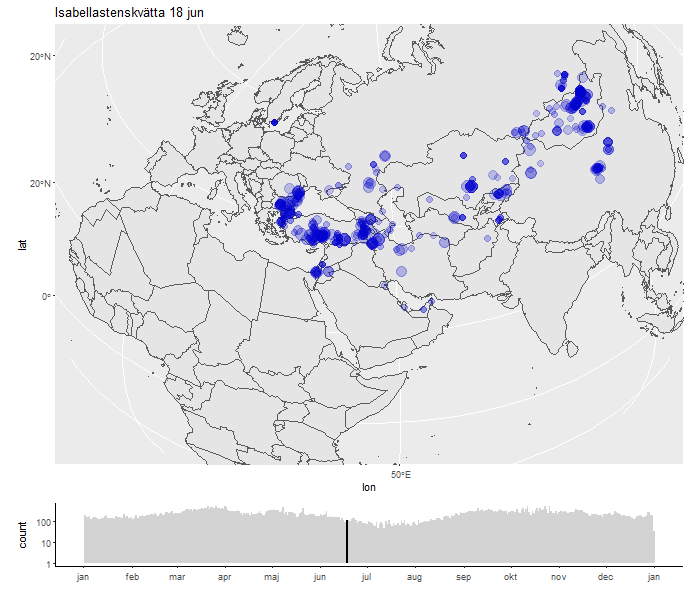 Isabellastenskvätta 18 jun
20°N
20°N
0°
lat
50°E
lon
count
100
10
1
jan feb mar apr maj jun jul aug sep okt nov dec jan